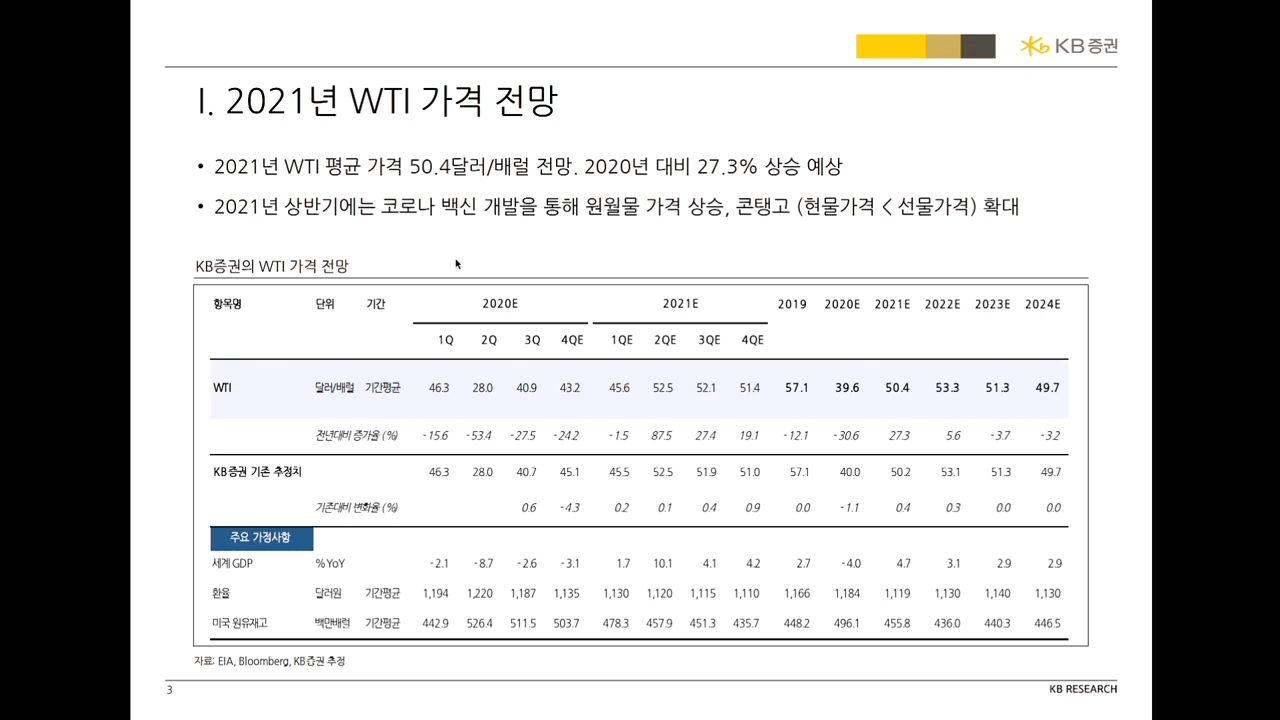 KB증권
I. 2021년 WTI 가격 전망
• 2021년 WTI 평균 가격 50.4달러/배럴 전망. 2020년 대비 27.3% 상승 예상
• 2021년 상반기에는 코로나 백신 개발을 통해 원월물 가격 상승, 콘탱고 (현물가격 < 선물가격) 확대
KB증권의 WTI 가격 전망
항목명 단위 기간 2020E 2021E 2019 2020E 2021E 2022E 2023E 2024E
1Q 2Q 3Q 4QE 1QE 2QE 3QE 4QE
WTI 달러/배럴 기간평균 46.3 28.0 40.9 43.2 45.6 52.5 52.1 51.4 57.1 39.6 50.4 53.3 51.3 49.7
전년대비 증가율 (%) -15.6 -53.4 -27.5 -24.2 -1.5 87.5 27.4 19.1 -12.1 -30.6 27.3 5.6 -3.7 -3.2
KB증권 기존 추정치 46.3 28.0 40.7 45.1 45.5 52.5 51.9 51.0 57.1 40.0 50.2 53.1 51.3 49.7
기존대비 변화율 (%) 0.6 -4.3 0.2 0.1 0.4 0.9 0.0 -1.1 0.4 0.3 0.0 0.0
주요 가정사항
세계 GDP % YoY -2.1 -8.7 -2.6 -3.1 1.7 10.1 4.1 4.2 2.7 -4.0 4.7 3.1 2.9 2.9
환율 달러원 기간평균 1,194 1,220 1,187 1,135 1,130 1,120 1,115 1,110 1,166 1,184 1,119 1,130 1,140 1,130
미국 원유재고 백만배럴 기간평균 442.9 526.4 511.5 503.7 478.3 457.9 451.3 435.7 448.2 496.1 455.8 436.0 440.3 446.5
자료: EIA, Bloomberg, KB증권 추정
3 KB RESEARCH